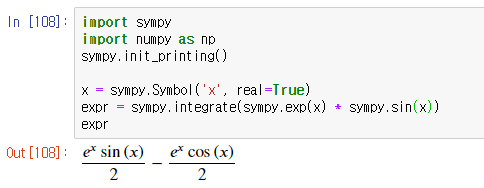 In [108]:
import sympy
import numpy as np
sympy.init_printing()
x = sympy.Symbol('x', real=True)
expr = sympy.integrate(sympy.exp(x) * sympy.sin(x))
expr
Out[108]: e^x sin (x)/2 − e^x cos (x)/2